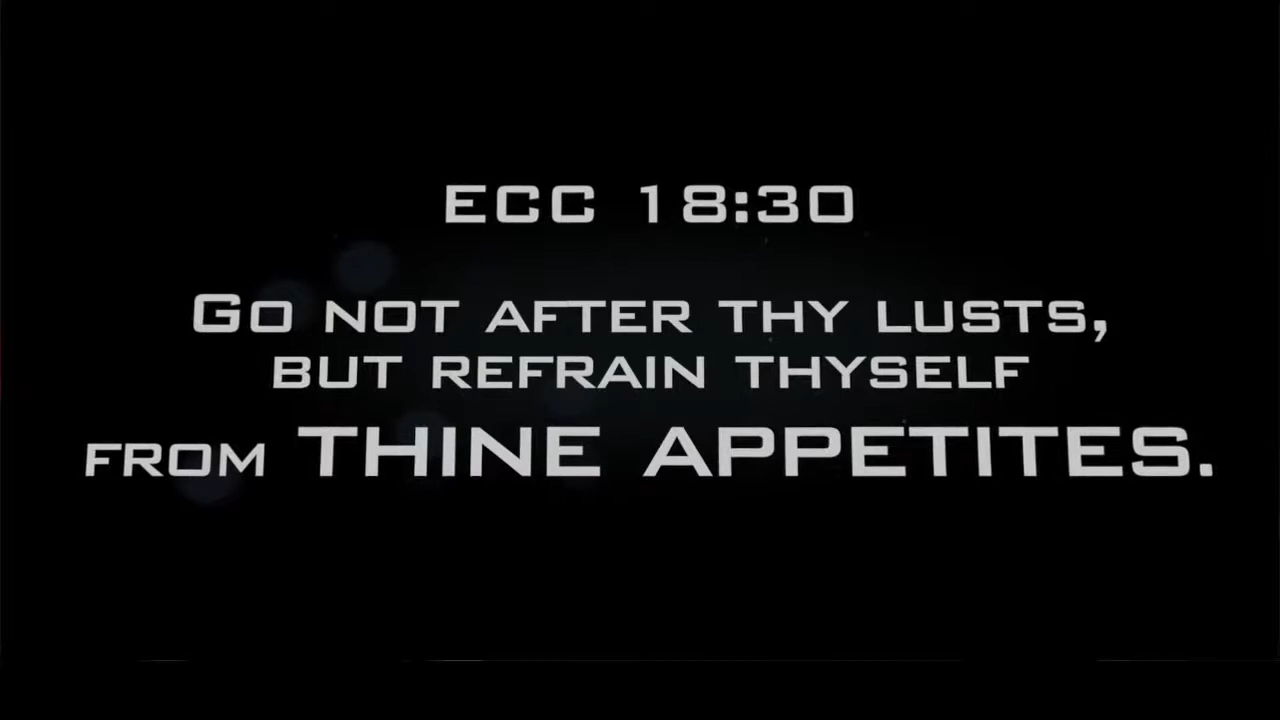 ECC 18:30
Go not after thy lusts,
but refrain thyself
from THINE APPETITES.